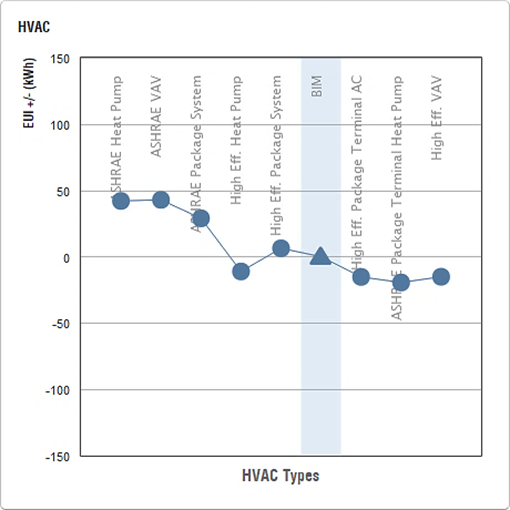 HVAC
EUI +/- (kWh)
150
100
50
0
-50
-100
-150
ASHRAE Heat Pump
ASHRAE VAV
ASHRAE Package System
High Eff. Heat Pump
High Eff. Package System
BIM
High Eff. Package Terminal AC
ASHRAE Package Terminal Heat Pump
High Eff. VAV
HVAC Types